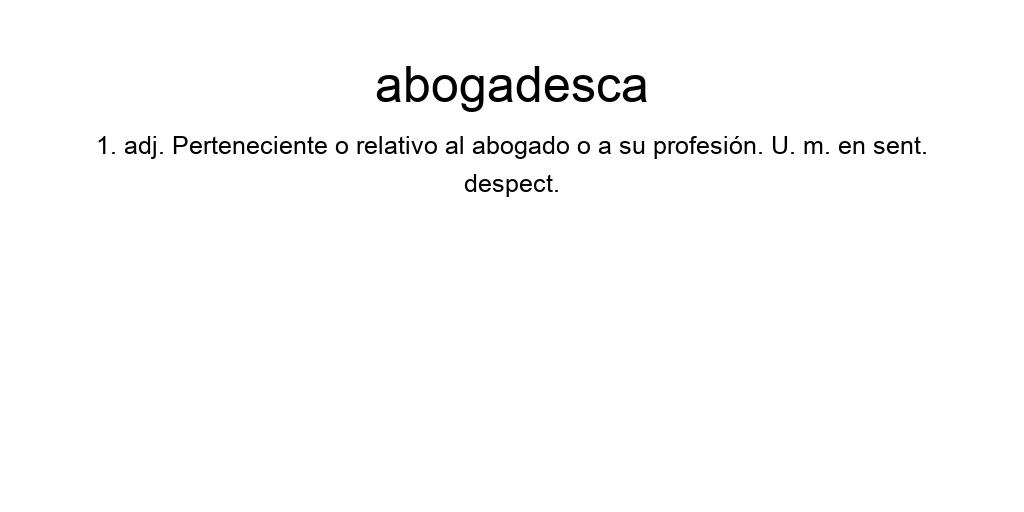 abogadesca
1. adj. Perteneciente o relativo al abogado o a su profesión. U. m. en sent.
despect.